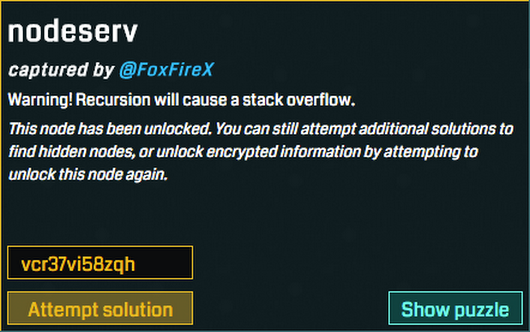 nodeserv
captured by @FoxFireX
Warning! Recursion will cause a stack overflow.
This node has been unlocked. You can still attempt additional solutions to
find hidden nodes, or unlock encrypted information by attempting to
unlock this node again.
vcr37vi58zqh
Attempt solution
Show puzzle